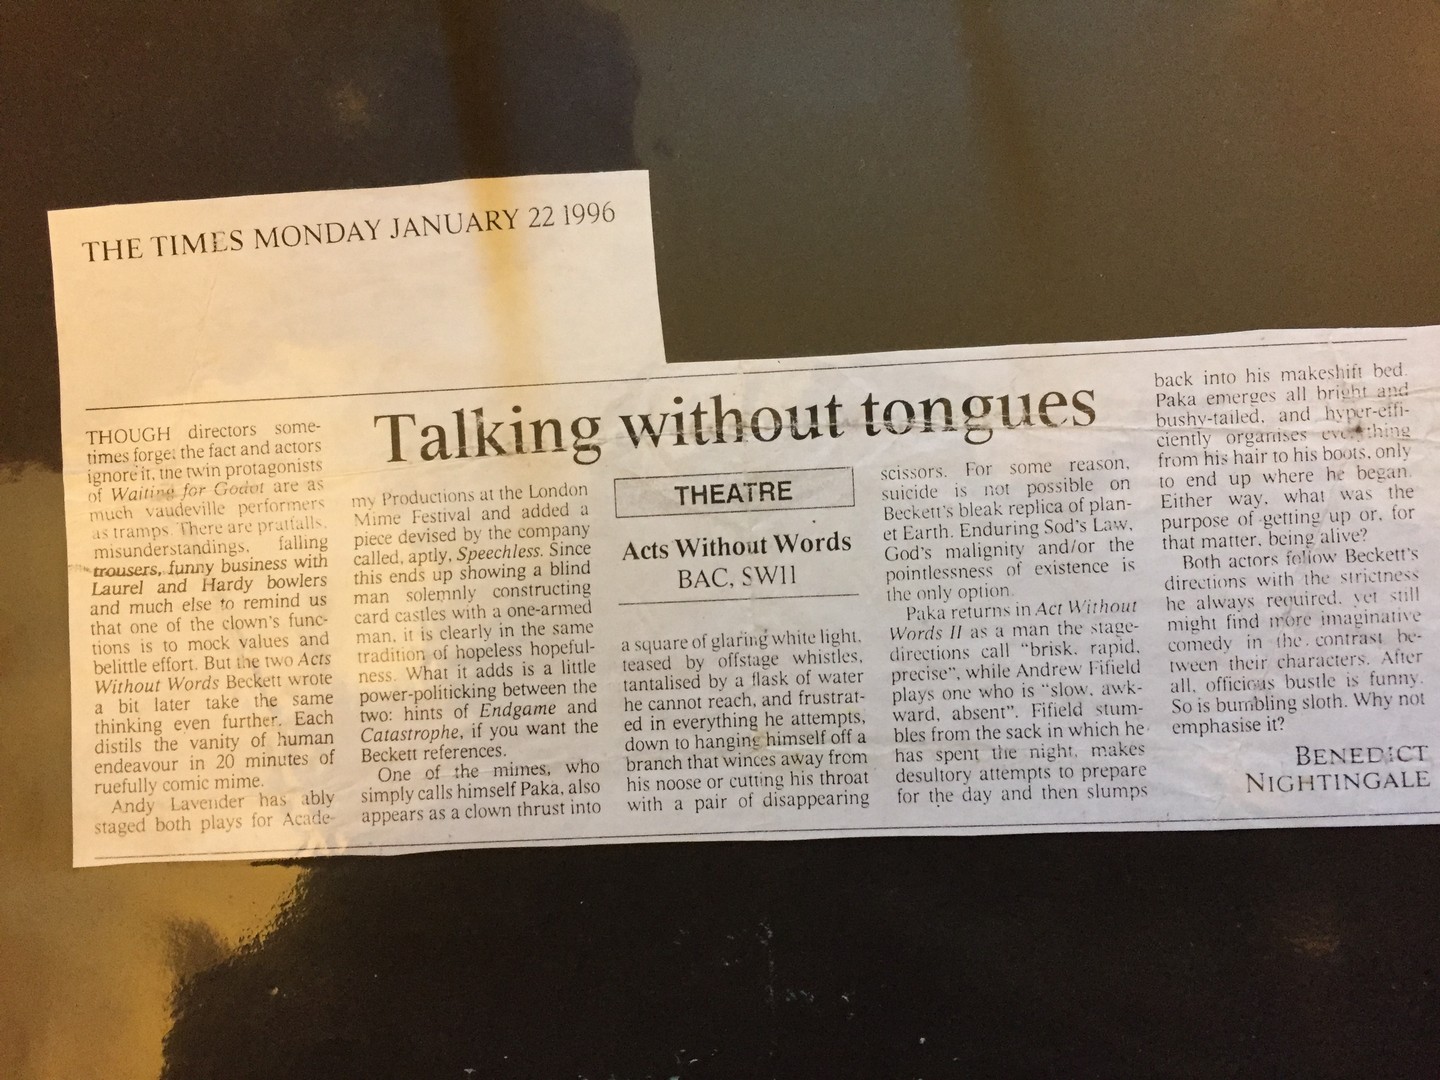 THE TIMES MONDAY JANUARY 22 1996
Talking without tongues
THOUGH directors some-
times forget the fact and actors
ignore it, the twin protagonists
of Waiting for Godot are as
much vaudeville performers
as tramps. There are pratfalls,
misunderstandings, falling
trousers, funny business with
Laurel and Hardy bowlers
and much else to remind us
that one of the clown's func-
tions is to mock values and
belittle effort. But the two Acts
Without Words Beckett wrote
a bit later take the same
thinking even further. Each
distils the vanity of human
endeavour in 20 minutes of
ruefully comic mime.
Andy Lavender has ably
staged both plays for Acade-
my Productions at the London
Mime Festival and added a
piece devised by the company
called, aptly, Speechless. Since
this ends up showing a blind
man solemnly constructing
card castles with a one-armed
man, it is clearly in the same
tradition of hopeless hopeful-
ness. What it adds is a little
power-politicking between the
two: hints of Endgame and
Catastrophe, if you want the
Beckett references.
One of the mimes, who
simply calls himself Paka, also
appears as a clown thrust into
THEATRE
Acts Without Words
BAC, SW11
a square of glaring white light,
teased by offstage whistles,
tantalised by a flask of water
he cannot reach, and frustrat-
ed in everything he attempts,
down to hanging himself off a
branch that winces away from
his noose or cutting his throat
with a pair of disappearing
scissors. For some reason,
suicide is not possible on
Beckett's bleak replica of plan-
et Earth. Enduring Sod's Law,
God's malignity and/or the
pointlessness of existence is
the only option.
Paka returns in Act Without
Words II as a man the stage-
directions call "brisk, rapid,
precise", while Andrew Fifield
plays one who is "slow, awk-
ward, absent". Fifield stum-
bles from the sack in which he
has spent the night, makes
desultory attempts to prepare
for the day and then slumps
back into his makeshift bed.
Paka emerges all bright and
bushy-tailed, and hyper-effi-
ciently organises everything
from his hair to his boots, only
to end up where he began.
Either way, what was the
purpose of getting up or, for
that matter, being alive?
Both actors follow Beckett's
directions with the strictness
he always required, yet still
might find more imaginative
comedy in the contrast be-
tween their characters. After
all, officious bustle is funny.
So is bumbling sloth. Why not
emphasise it?
BENEDICT
NIGHTINGALE